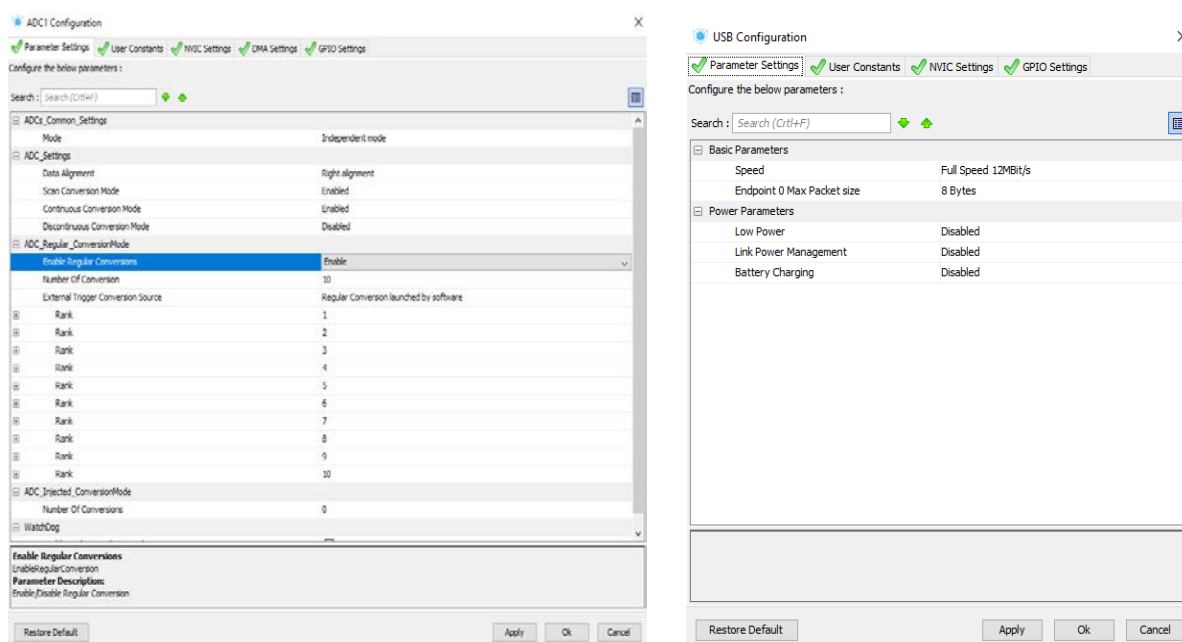 ADC1 Configuration
Parameter Settings User Constants NVIC Settings DMA Settings GPIO Settings
Configure the below parameters :
Search : Search (Crtl+F)
ADCs_Common_Settings
Mode Independent mode
ADC_Settings
Data Alignment Right alignment
Scan Conversion Mode Enabled
Continuous Conversion Mode Enabled
Discontinuous Conversion Mode Disabled
ADC_Regular_ConversionMode
Enable Regular Conversions Enable
Number Of Conversion 10
External Trigger Conversion Source Regular Conversion launched by software
Rank 1
Rank 2
Rank 3
Rank 4
Rank 5
Rank 6
Rank 7
Rank 8
Rank 9
Rank 10
ADC_Injected_ConversionMode
Number Of Conversions 0
WatchDog
Enable Regular Conversions
EnableRegularConversion
Parameter Description:
Enable/Disable Regular Conversion
Restore Default Apply Ok Cancel
USB Configuration
Parameter Settings User Constants NVIC Settings GPIO Settings
Configure the below parameters :
Search : Search (Crtl+F)
Basic Parameters
Speed Full Speed 12MBit/s
Endpoint 0 Max Packet size 8 Bytes
Power Parameters
Low Power Disabled
Link Power Management Disabled
Battery Charging Disabled
Restore Default Apply Ok Cancel